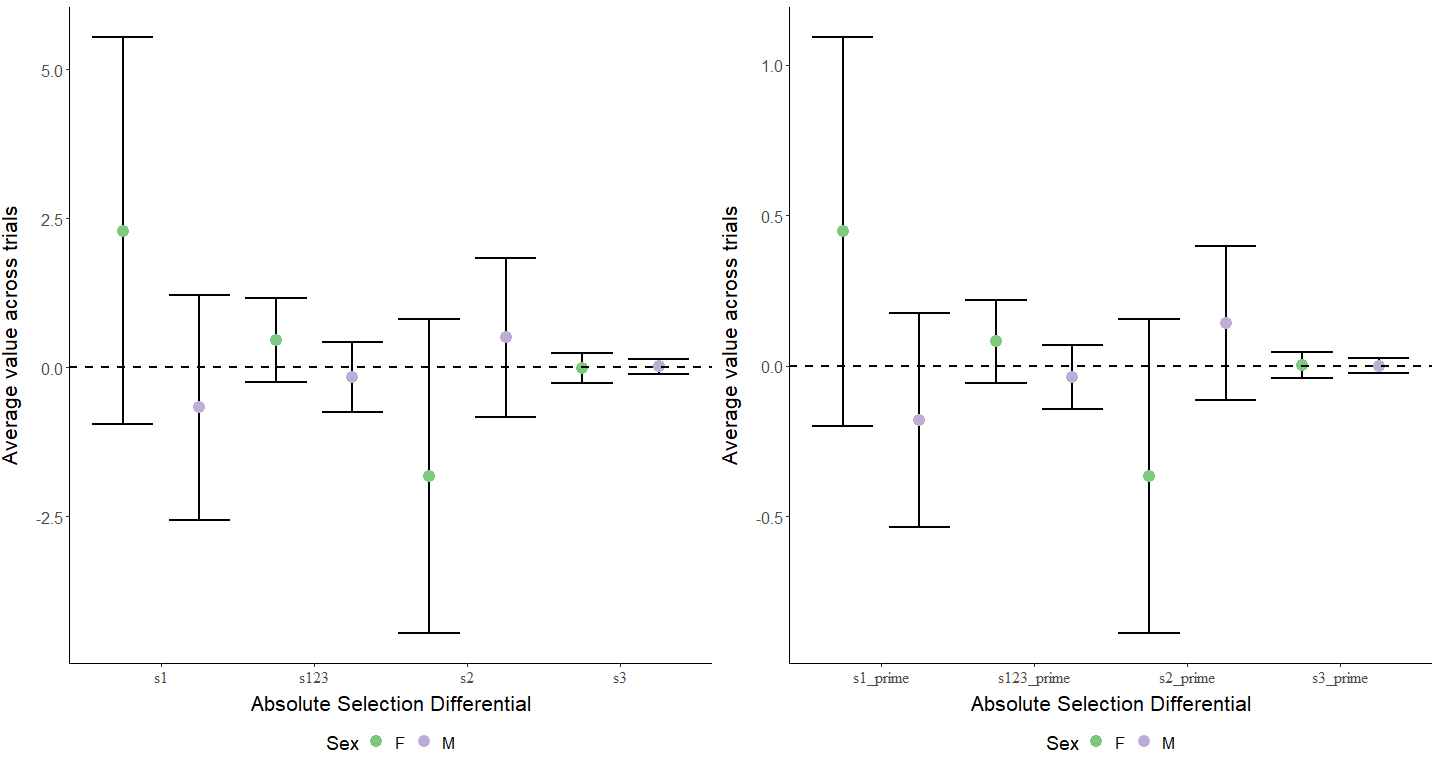 Average value across trials
5.0
2.5
0.0
-2.5
s1 s123 s2 s3
Absolute Selection Differential
Sex F M
Average value across trials
1.0
0.5
0.0
-0.5
s1_prime s123_prime s2_prime s3_prime
Absolute Selection Differential
Sex F M